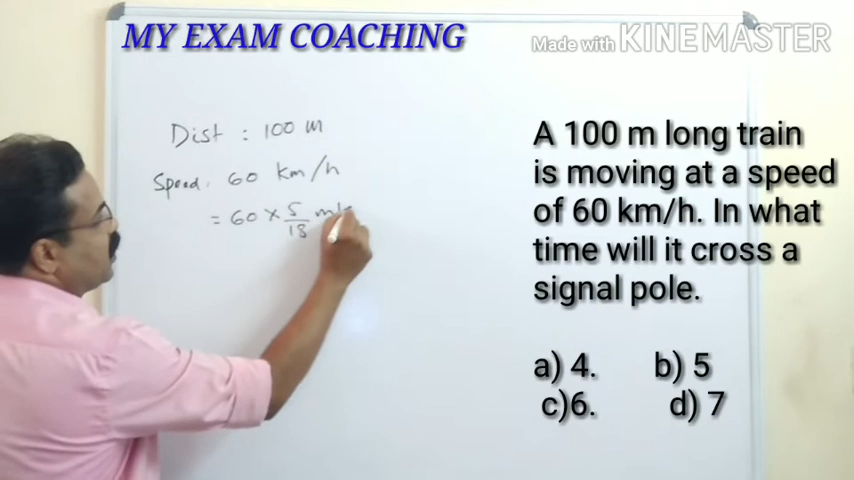 MY EXAM COACHING
Made with KINEMASTER
Dist : 100 m
Speed: 60 km/h
= 60 × 5/18 m/s
A 100 m long train
is moving at a speed
of 60 km/h. In what
time will it cross a
signal pole.
a) 4. b) 5
c)6. d) 7